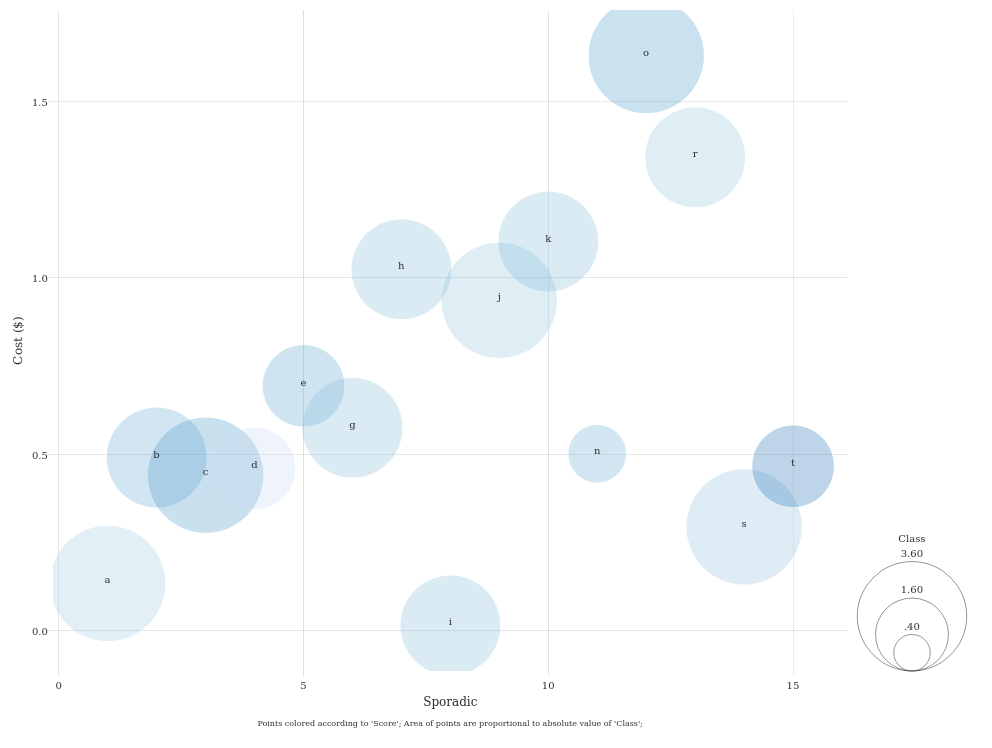 o
1.5
r
k
h
1.0
j
Cost ($)
e
g
b
n
0.5
t
d
c
s
Class
3.60
a
1.60
i
.40
0.0
0
5
10
15
Sporadic
Points colored according to 'Score'; Area of points are proportional to absolute value of 'Class';